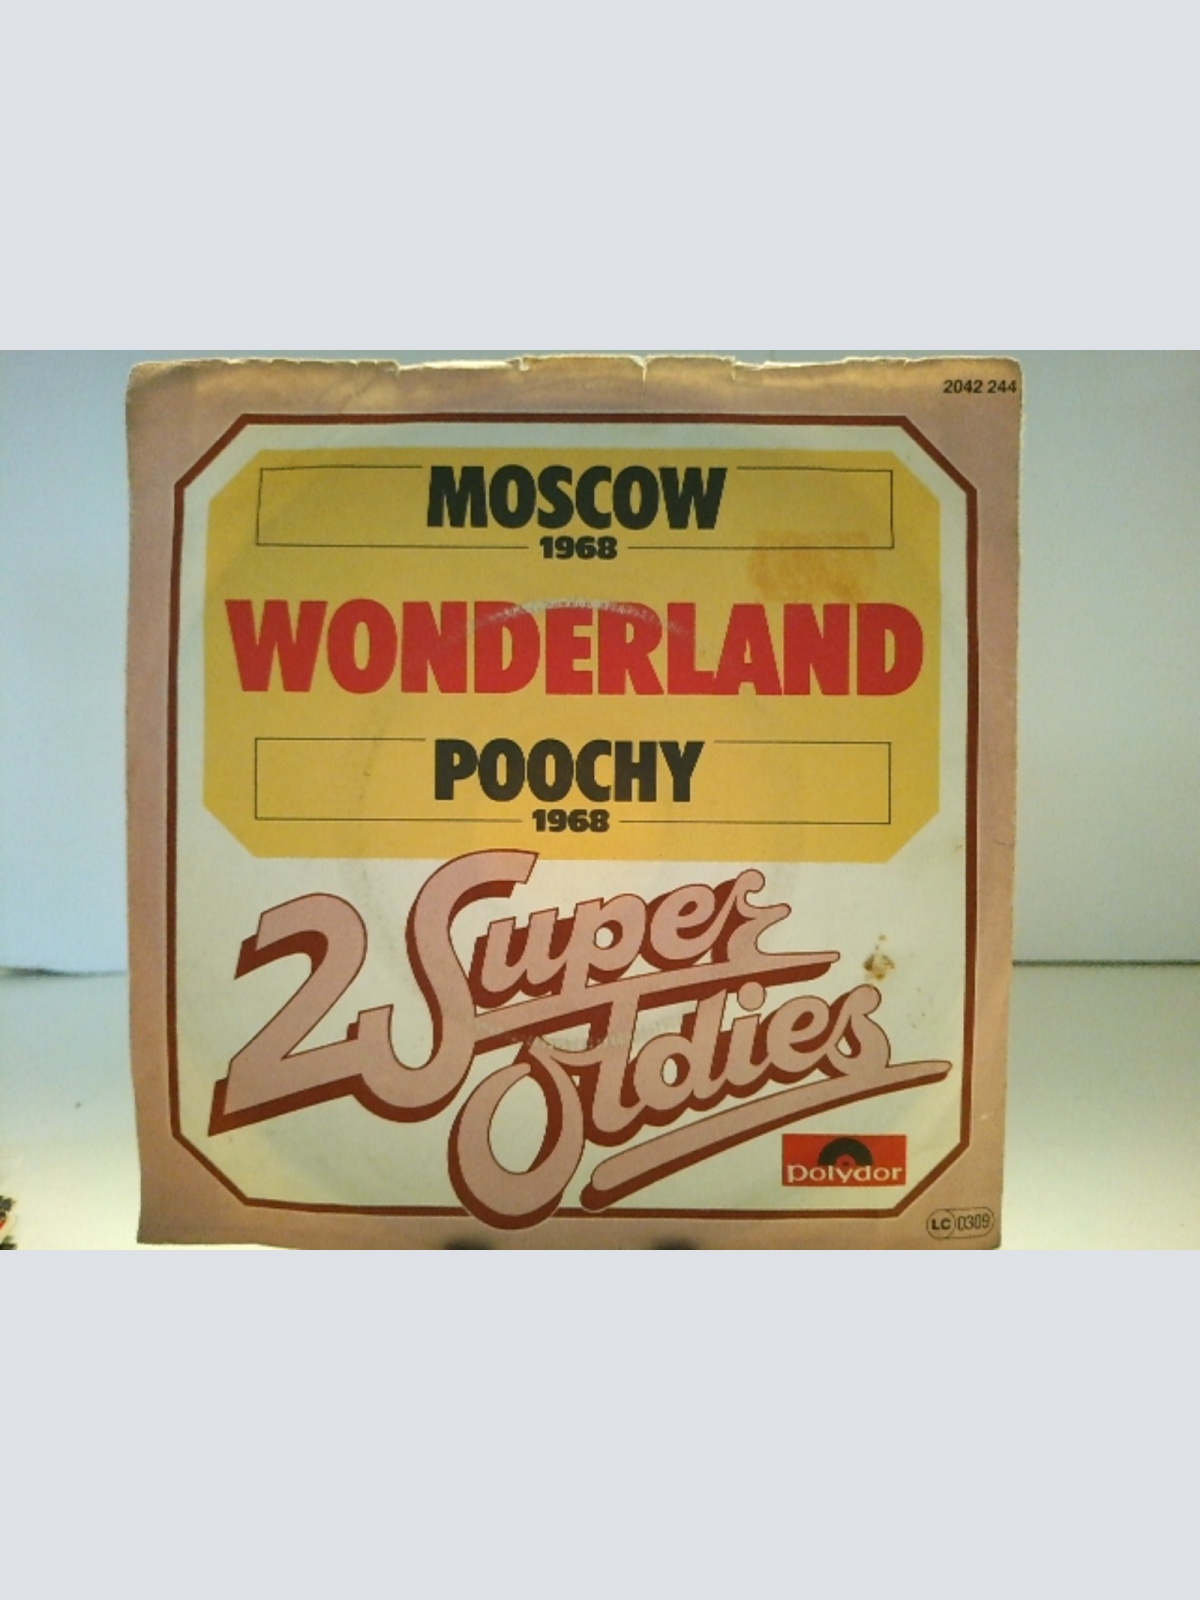 2042 244
MOSCOW
1968
WONDERLAND
POOCHY
1968
2 Super
Oldies
polydor
LC 0309